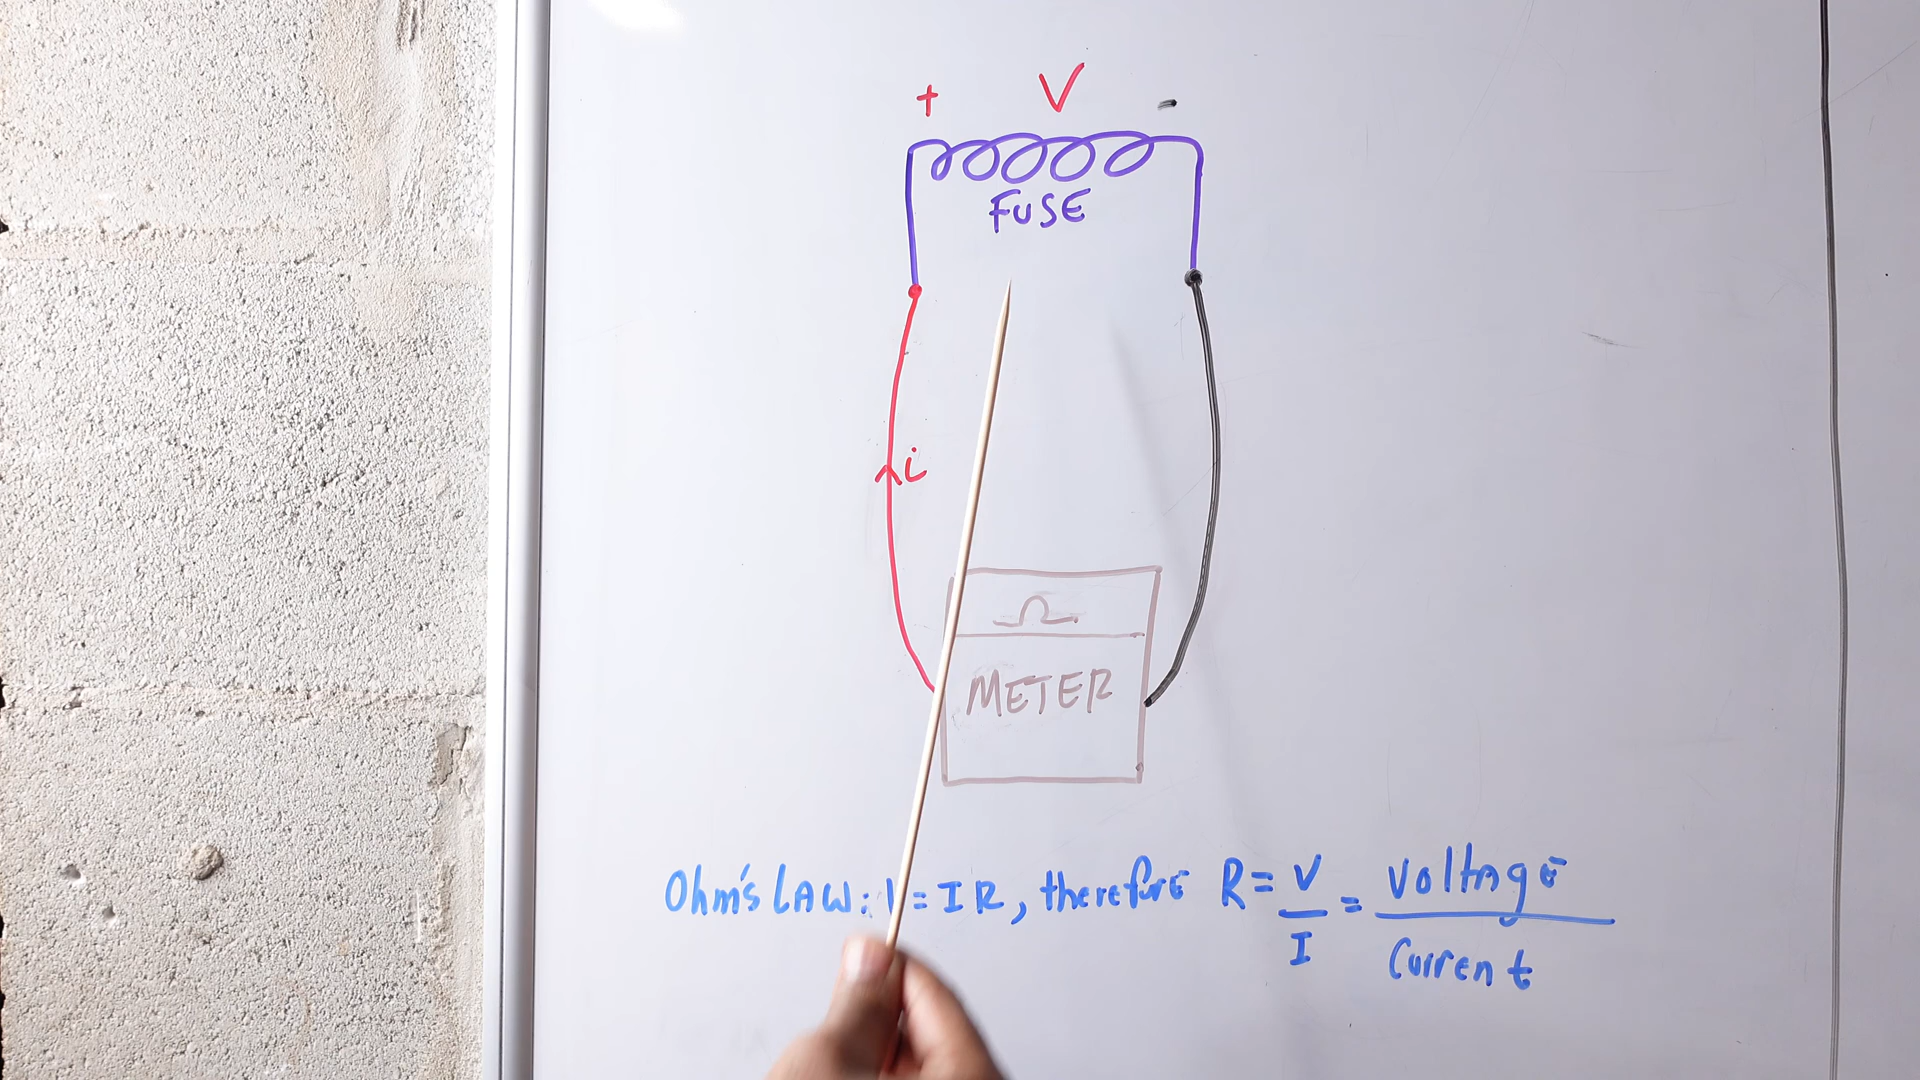 + V -
FUSE
i
Ω
METER
Ohm's LAW: V = IR, therefore R = V = Voltage
I Current